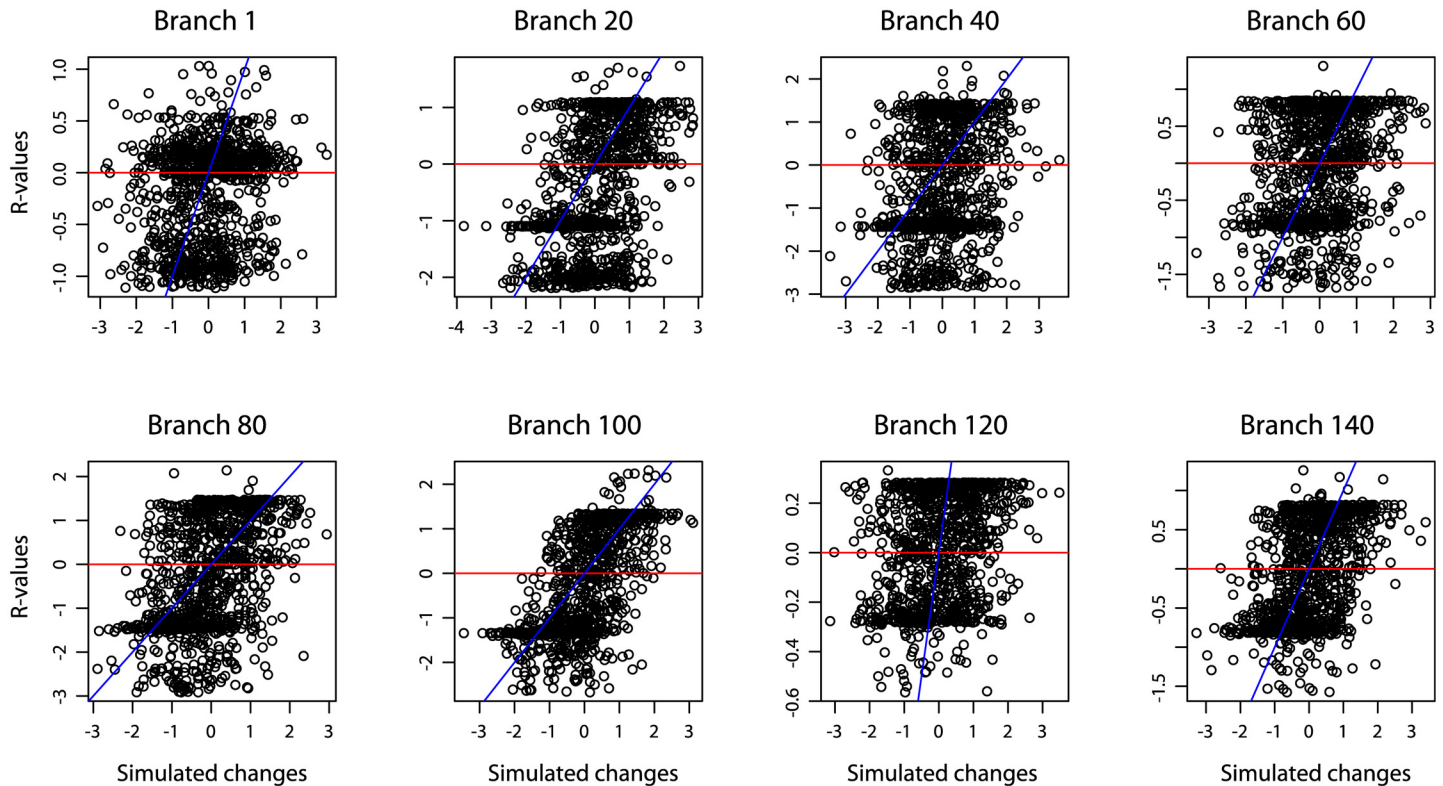 Branch 1 Branch 20 Branch 40 Branch 60
R-values
1.0 0.5 0.0 -0.5 -1.0
1 0 -1 -2
2 1 0 -1 -2 -3
0.5 -0.5 -1.5
-3 -2 -1 0 1 2 3
-4 -3 -2 -1 0 1 2 3
-3 -2 -1 0 1 2 3
-3 -2 -1 0 1 2 3
Branch 80 Branch 100 Branch 120 Branch 140
R-values
2 1 0 -1 -2 -3
2 1 0 -1 -2
0.2 0.0 -0.2 -0.4 -0.6
0.5 -0.5 -1.5
-3 -2 -1 0 1 2 3
-3 -2 -1 0 1 2 3
-3 -2 -1 0 1 2 3
-3 -2 -1 0 1 2 3
Simulated changes Simulated changes Simulated changes Simulated changes